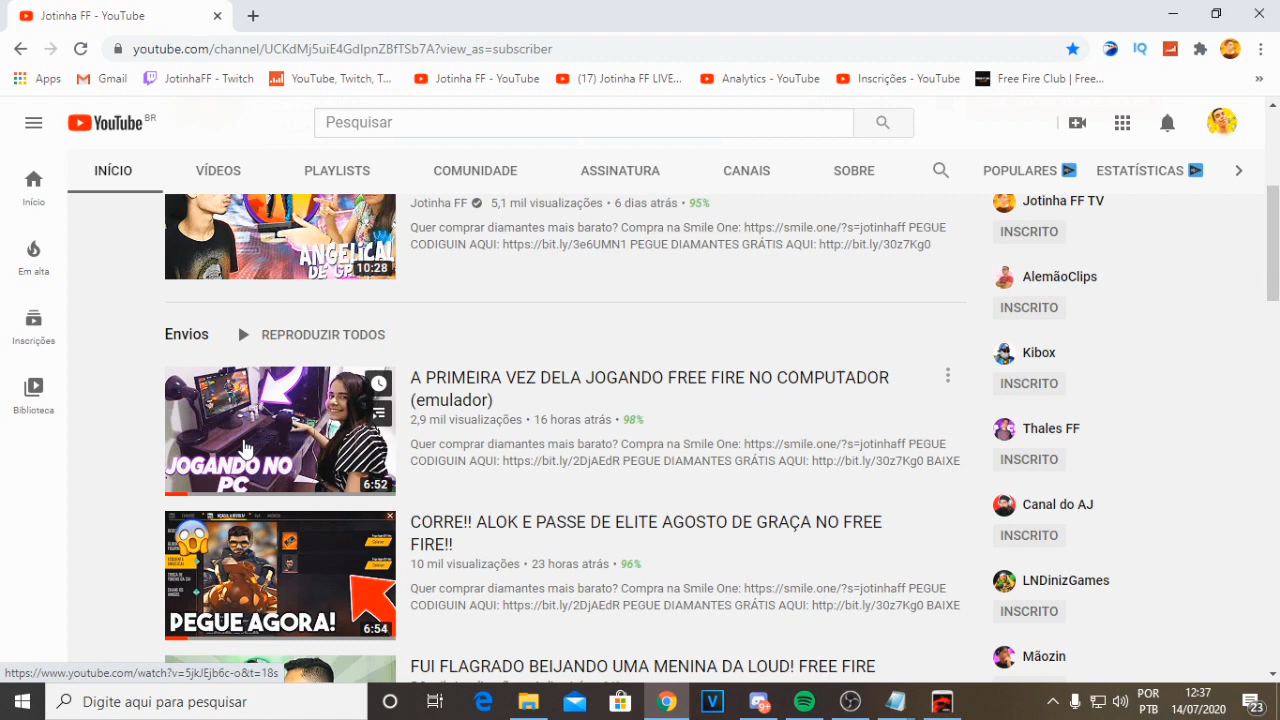 Jotinha FF - YouTube
youtube.com/channel/UCKdMj5uiE4GdIpnZBfTSb7A?view_as=subscriber
Apps Gmail JotinhaFF - Twitch YouTube, Twitch, T... Jotinha FF - YouTube (17) Jotinha FF LIVE... Analytics - YouTube Inscrições - YouTube Free Fire Club | Free...
YouTube BR Pesquisar
INÍCIO VÍDEOS PLAYLISTS COMUNIDADE ASSINATURA CANAIS SOBRE POPULARES ESTATÍSTICAS
Início
Em alta
Inscrições
Biblioteca
ANGELICAL
DE GR
10:28
Jotinha FF 5,1 mil visualizações • 6 dias atrás • 95%
Quer comprar diamantes mais barato? Compra na Smile One: https://smile.one/?s=jotinhaff PEGUE
CODIGUIN AQUI: https://bit.ly/3e6UMN1 PEGUE DIAMANTES GRÁTIS AQUI: http://bit.ly/30z7Kg0
Envios REPRODUZIR TODOS
JOGANDO NO
PC
6:52
A PRIMEIRA VEZ DELA JOGANDO FREE FIRE NO COMPUTADOR
(emulador)
2,9 mil visualizações • 16 horas atrás • 98%
Quer comprar diamantes mais barato? Compra na Smile One: https://smile.one/?s=jotinhaff PEGUE
CODIGUIN AQUI: https://bit.ly/2DjAEdR PEGUE DIAMANTES GRÁTIS AQUI: http://bit.ly/30z7Kg0 BAIXE
PEGUE AGORA!
6:54
CORRE!! ALOK E PASSE DE ELITE AGOSTO DE GRAÇA NO FREE
FIRE!!
10 mil visualizações • 23 horas atrás • 96%
Quer comprar diamantes mais barato? Compra na Smile One: https://smile.one/?s=jotinhaff PEGUE
CODIGUIN AQUI: https://bit.ly/2DjAEdR PEGUE DIAMANTES GRÁTIS AQUI: http://bit.ly/30z7Kg0 BAIXE
FUI FLAGRADO BEIJANDO UMA MENINA DA LOUD! FREE FIRE
Jotinha FF TV
INSCRITO
AlemãoClips
INSCRITO
Kibox
INSCRITO
Thales FF
INSCRITO
Canal do AJ
INSCRITO
LNDinizGames
INSCRITO
Mãozin
https://www.youtube.com/watch?v=5jkJEjb6c-o&t=18s
Digite aqui para pesquisar
POR
PTB
12:37
14/07/2020
23